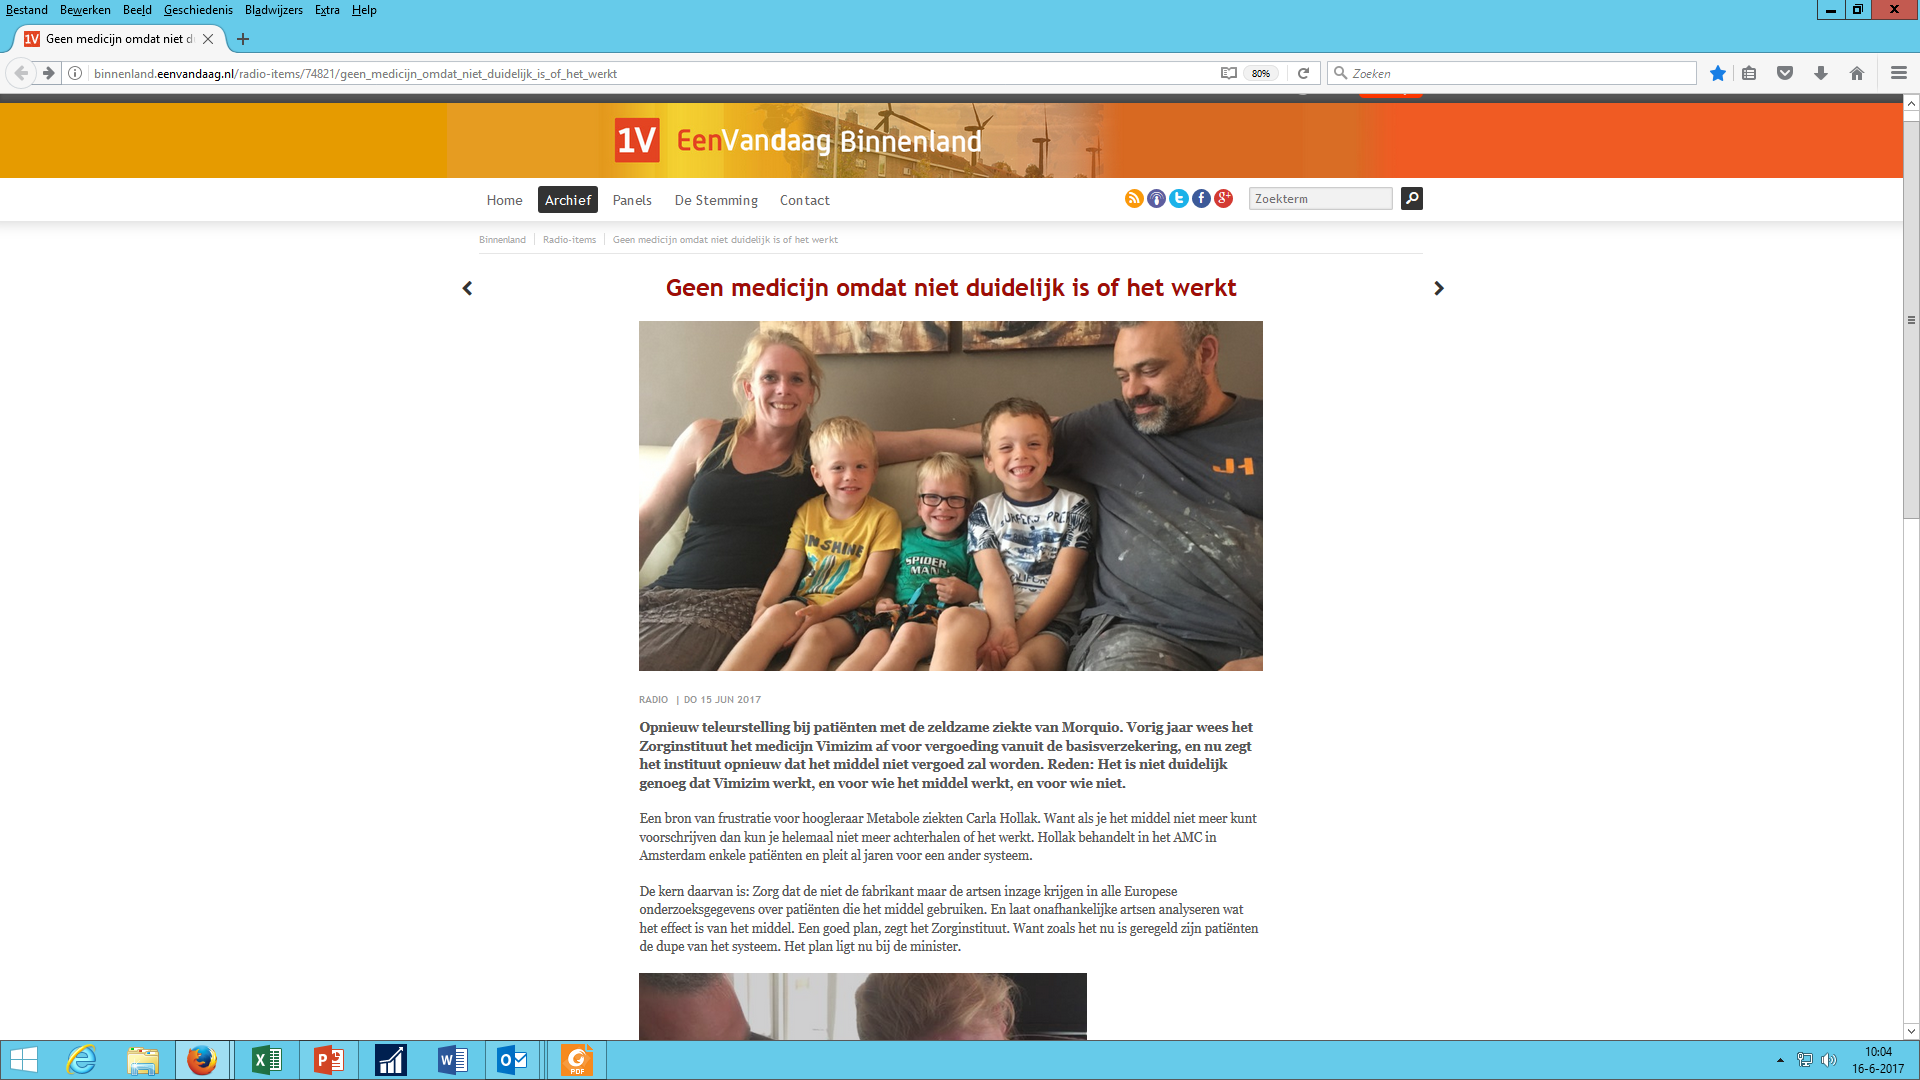 Bestand Bewerken Beeld Geschiedenis Bladwijzers Extra Help
1V Geen medicijn omdat niet d
binnenland.eenvandaag.nl/radio-items/74821/geen_medicijn_omdat_niet_duidelijk_is_of_het_werkt 80% Zoeken
1V EenVandaag Binnenland
Home Archief Panels De Stemming Contact Zoekterm
Binnenland Radio-items Geen medicijn omdat niet duidelijk is of het werkt
Geen medicijn omdat niet duidelijk is of het werkt
SUNSHINE
SPIDER
MAN
RADIO | DO 15 JUN 2017
Opnieuw teleurstelling bij patiënten met de zeldzame ziekte van Morquio. Vorig jaar wees het
Zorginstituut het medicijn Vimizim af voor vergoeding vanuit de basisverzekering, en nu zegt
het instituut opnieuw dat het middel niet vergoed zal worden. Reden: Het is niet duidelijk
genoeg dat Vimizim werkt, en voor wie het middel werkt, en voor wie niet.
Een bron van frustratie voor hoogleraar Metabole ziekten Carla Hollak. Want als je het middel niet meer kunt
voorschrijven dan kun je helemaal niet meer achterhalen of het werkt. Hollak behandelt in het AMC in
Amsterdam enkele patiënten en pleit al jaren voor een ander systeem.
De kern daarvan is: Zorg dat de niet de fabrikant maar de artsen inzage krijgen in alle Europese
onderzoeksgegevens over patiënten die het middel gebruiken. En laat onafhankelijke artsen analyseren wat
het effect is van het middel. Een goed plan, zegt het Zorginstituut. Want zoals het nu is geregeld zijn patiënten
de dupe van het systeem. Het plan ligt nu bij de minister.
PDF
10:04
16-6-2017